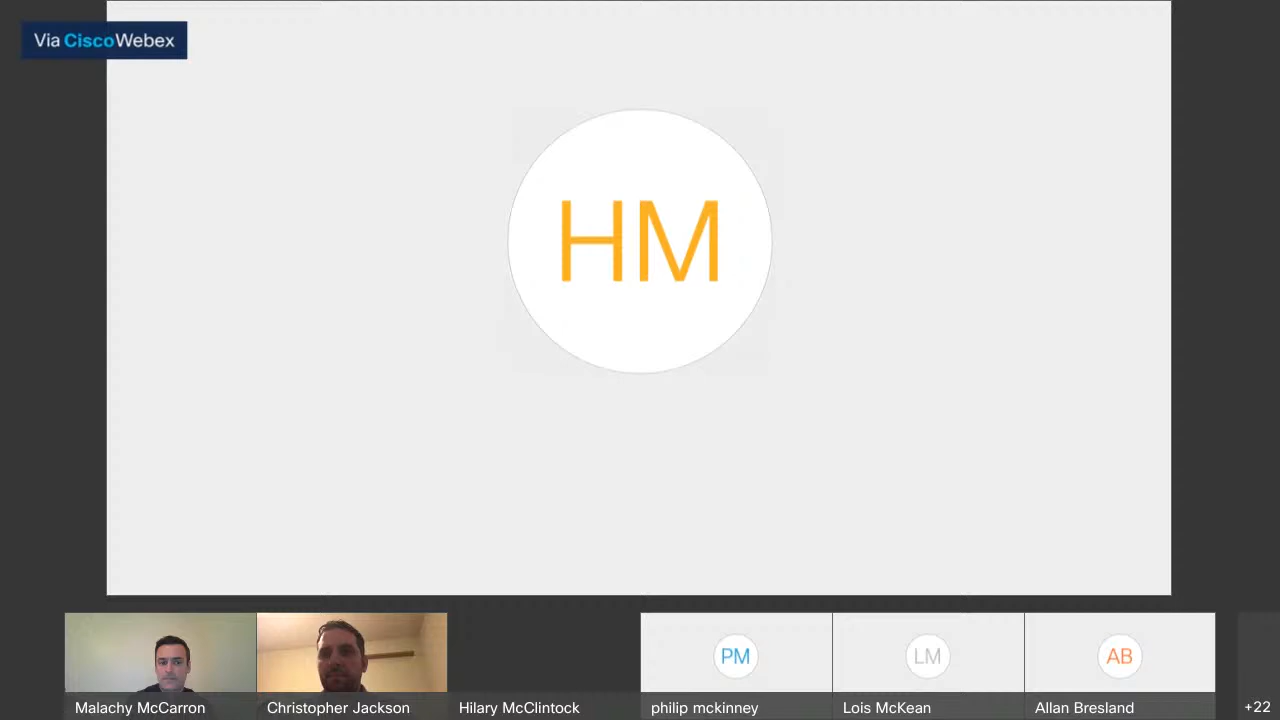 Via CiscoWebex
HM
PM
LM
AB
Malachy McCarron
Christopher Jackson
Hilary McClintock
philip mckinney
Lois McKean
Allan Bresland
+22